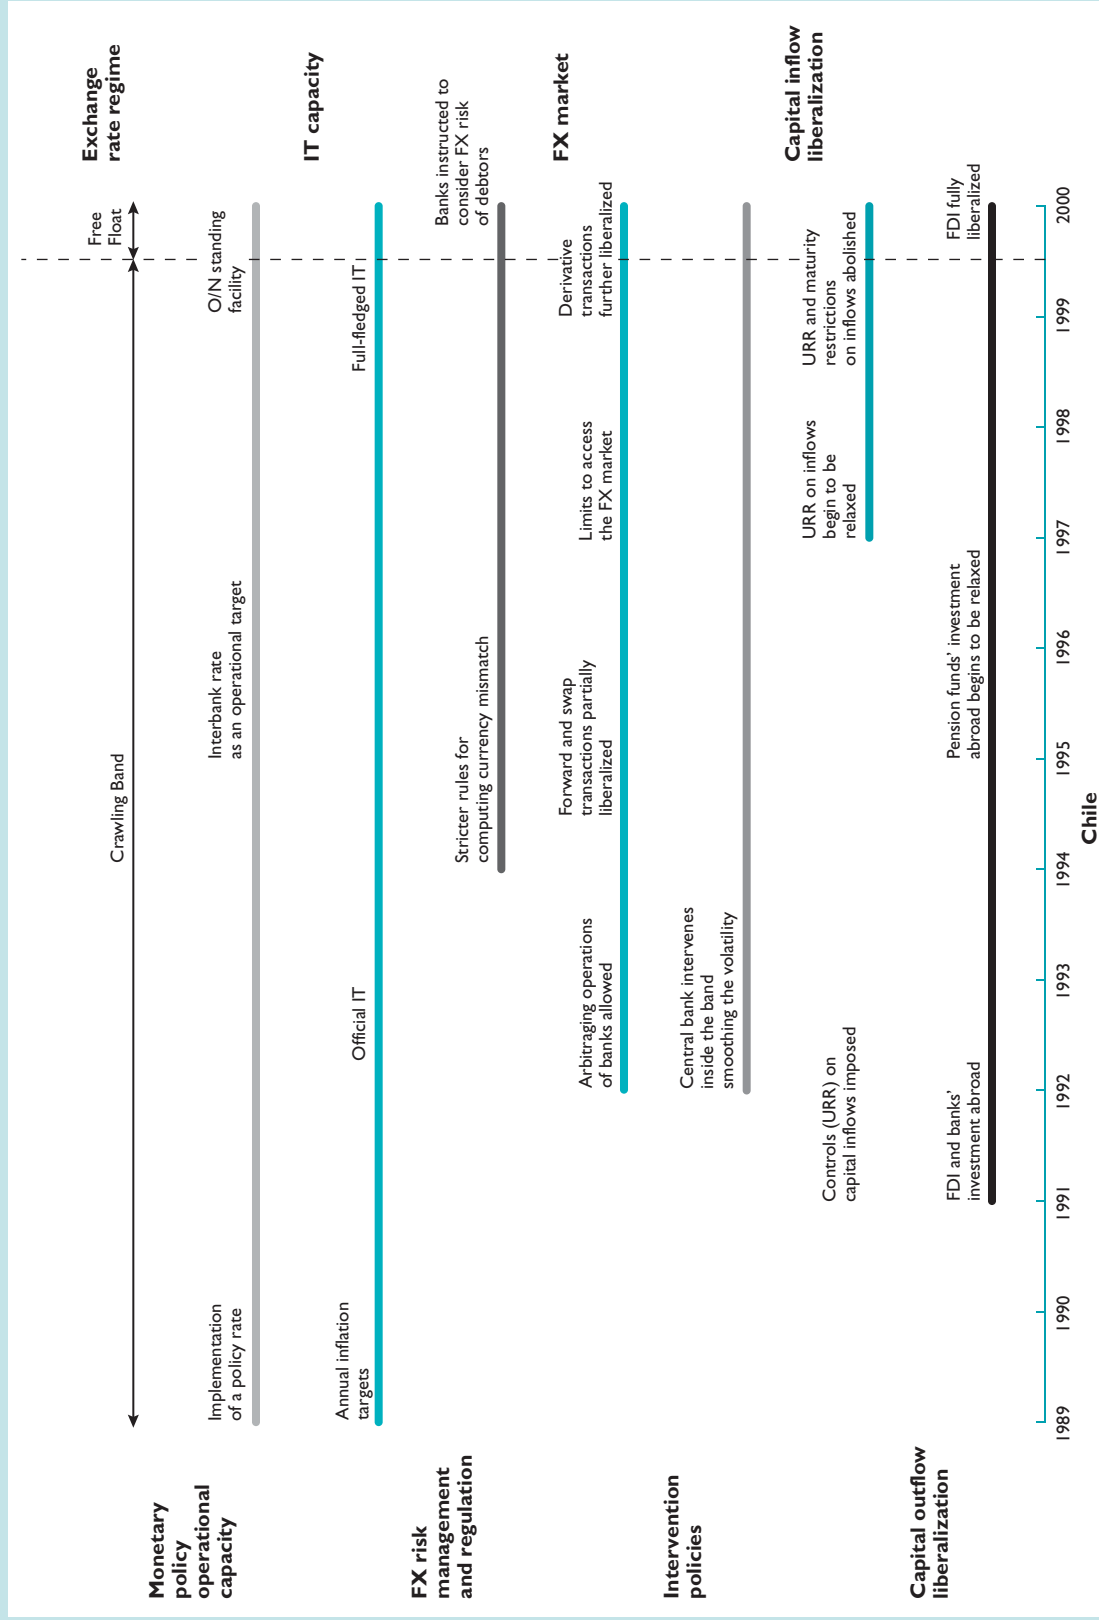 Exchange
rate regime
Free
Float
Crawling Band
Monetary
policy
operational
capacity
Implementation
of a policy rate
Interbank rate
as an operational target
O/N standing
facility
IT capacity
Annual inflation
targets
Official IT
Full-fledged IT
FX risk
management
and regulation
Stricter rules for
computing currency mismatch
Banks instructed to
consider FX risk
of debtors
FX market
Arbitraging operations
of banks allowed
Forward and swap
transactions partially
liberalized
Limits to access
the FX market
Derivative
transactions
further liberalized
Intervention
policies
Central bank intervenes
inside the band
smoothing the volatility
Capital inflow
liberalization
Controls (URR) on
capital inflows imposed
URR on inflows
begin to be
relaxed
URR and maturity
restrictions
on inflows abolished
Capital outflow
liberalization
FDI and banks’
investment abroad
Pension funds’ investment
abroad begins to be relaxed
FDI fully
liberalized
1989 1990 1991 1992 1993 1994 1995 1996 1997 1998 1999 2000
Chile